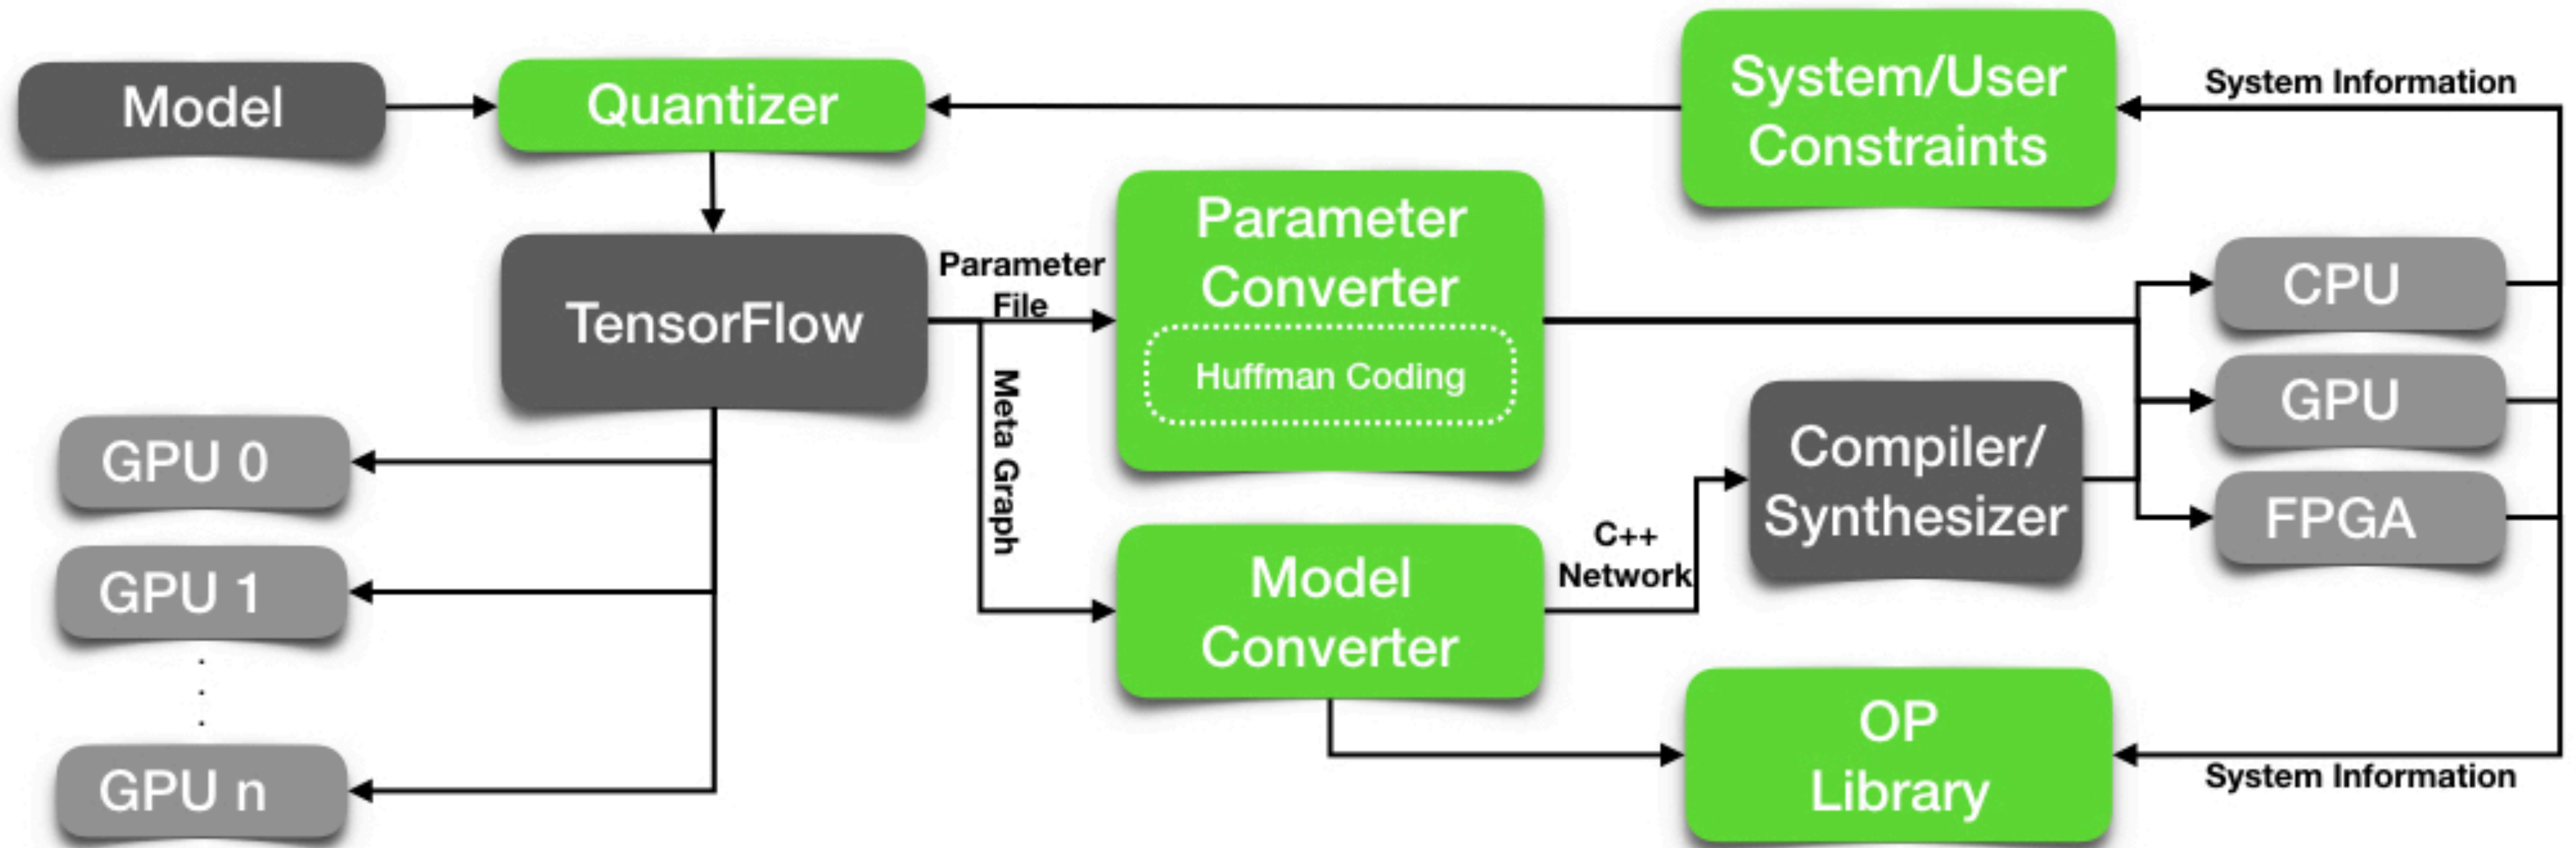 Model
Quantizer
System/User
Constraints
System Information
TensorFlow
Parameter
File
Meta Graph
Parameter
Converter
Huffman Coding
CPU
GPU
FPGA
Compiler/
Synthesizer
GPU 0
GPU 1
GPU n
Model
Converter
C++
Network
OP
Library
System Information